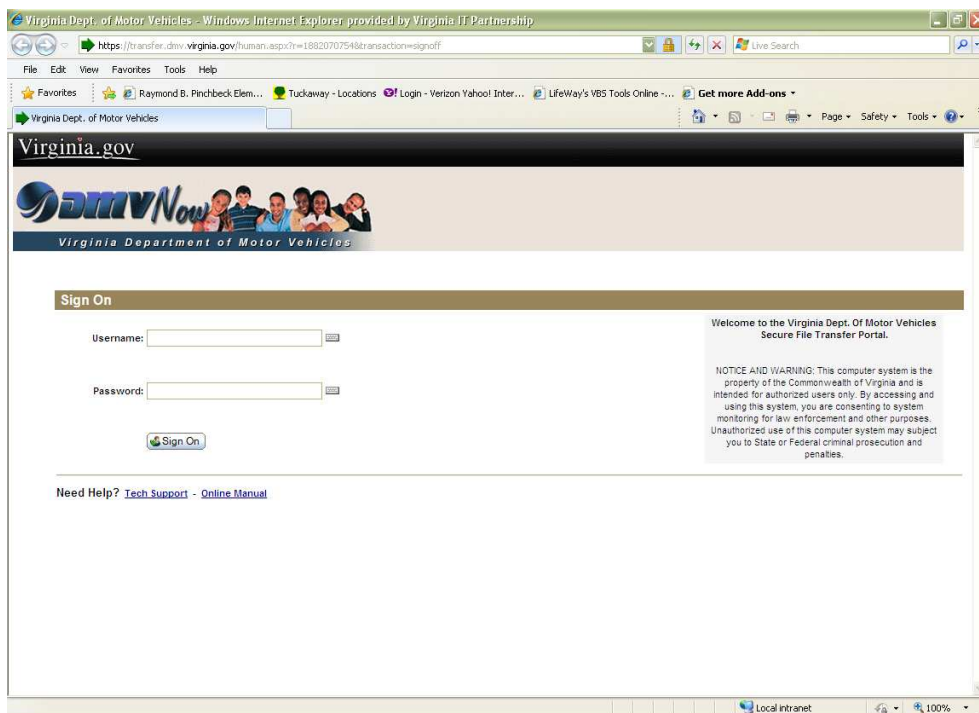 Virginia Dept. of Motor Vehicles - Windows Internet Explorer provided by Virginia IT Partnership
https://transfer.dmv.virginia.gov/human.aspx?r=1882070754&transaction=signoff
Live Search
File Edit View Favorites Tools Help
Favorites Raymond B. Pinchbeck Elem... Tuckaway - Locations Login - Verizon Yahoo! Inter... LifeWay's VBS Tools Online -... Get more Add-ons
Virginia Dept. of Motor Vehicles Page Safety Tools
Virginia.gov
DMVNow
Virginia Department of Motor Vehicles
Sign On
Username:
Password:
Sign On
Welcome to the Virginia Dept. Of Motor Vehicles
Secure File Transfer Portal.
NOTICE AND WARNING: This computer system is the
property of the Commonwealth of Virginia and is
intended for authorized users only. By accessing and
using this system, you are consenting to system
monitoring for law enforcement and other purposes.
Unauthorized use of this computer system may subject
you to State or Federal criminal prosecution and
penalties.
Need Help? Tech Support - Online Manual
Local intranet 100%